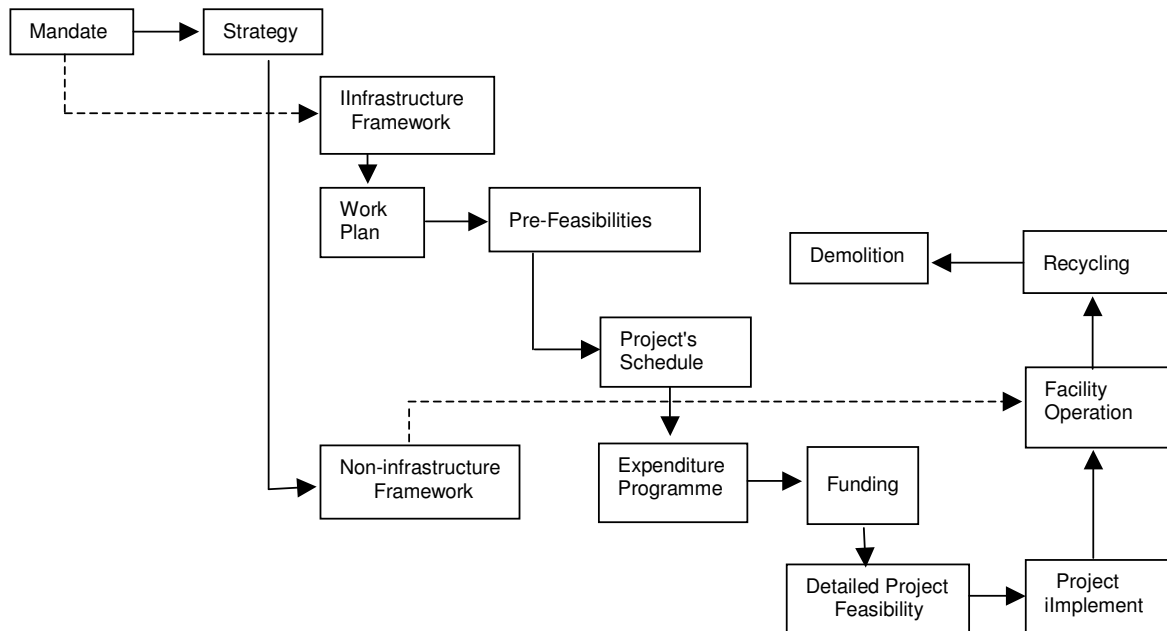 Mandate
Strategy
IInfrastructure
Framework
Work
Plan
Pre-Feasibilities
Demolition
Recycling
Project's
Schedule
Facility
Operation
Non-infrastructure
Framework
Expenditure
Programme
Funding
Detailed Project
Feasibility
Project
iImplement